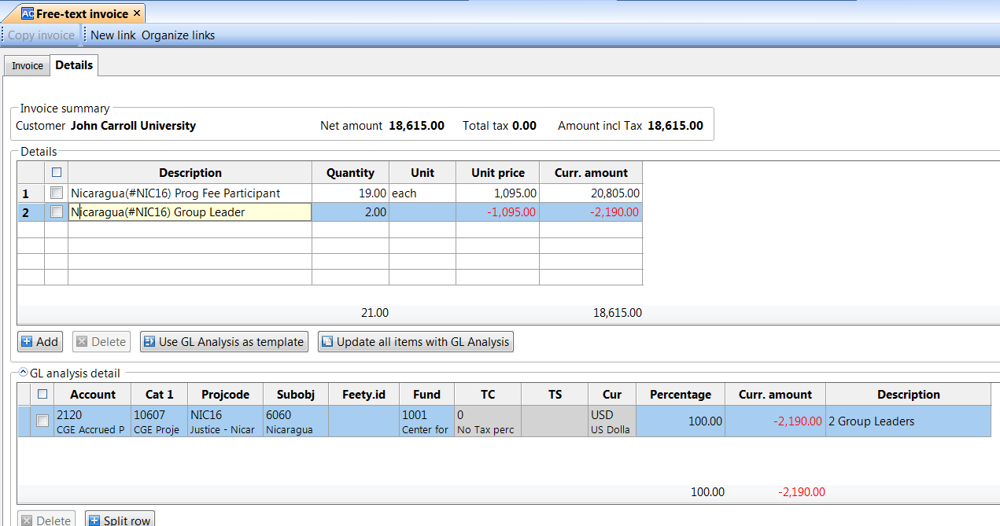 Free-text invoice
Copy invoice New link Organize links
Invoice Details
Invoice summary
Customer John Carroll University Net amount 18,615.00 Total tax 0.00 Amount incl Tax 18,615.00
Details
Description Quantity Unit Unit price Curr. amount
1 Nicaragua(#NIC16) Prog Fee Participant 19.00 each 1,095.00 20,805.00
2 Nicaragua(#NIC16) Group Leader 2.00 -1,095.00 -2,190.00
21.00 18,615.00
Add Delete Use GL Analysis as template Update all items with GL Analysis
GL analysis detail
Account Cat 1 Projcode Subobj Feety.id Fund TC TS Cur Percentage Curr. amount Description
2120 10607 NIC16 6060 1001 0 USD 100.00 -2,190.00 2 Group Leaders
CGE Accrued P CGE Proje Justice - Nicar Nicaragua Center for No Tax perc US Dolla
100.00 -2,190.00
Delete Split row